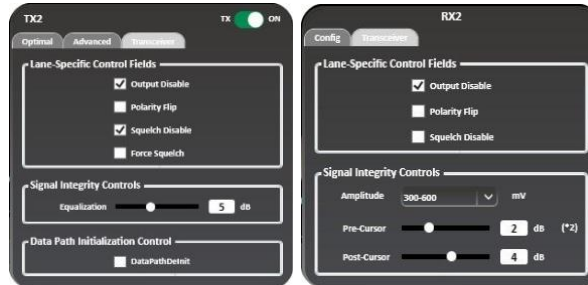 TX2
TX ON
Optimal Advanced Transceiver
Lane-Specific Control Fields
Output Disable
Polarity Flip
Squelch Disable
Force Squelch
Signal Integrity Controls
Equalization 5 dB
Data Path Initialization Control
DataPathDeInit
RX2
Config Transceiver
Lane-Specific Control Fields
Output Disable
Polarity Flip
Squelch Disable
Signal Integrity Controls
Amplitude 300-600 mV
Pre-Cursor 2 dB (*2)
Post-Cursor 4 dB